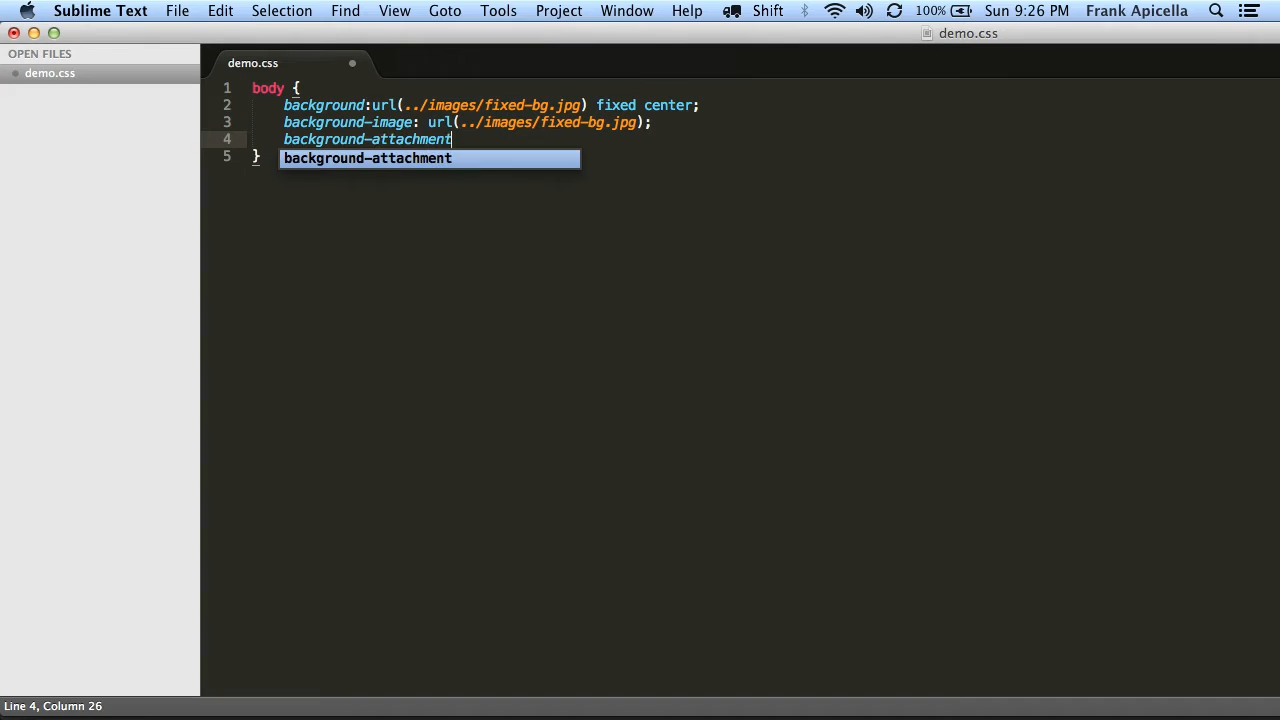 Sublime Text File Edit Selection Find View Goto Tools Project Window Help Shift 100% Sun 9:26 PM Frank Apicella
demo.css
OPEN FILES
demo.css
demo.css
1 body {
2 background:url(../images/fixed-bg.jpg) fixed center;
3 background-image: url(../images/fixed-bg.jpg);
4 background-attachment
5 }
background-attachment
Line 4, Column 26